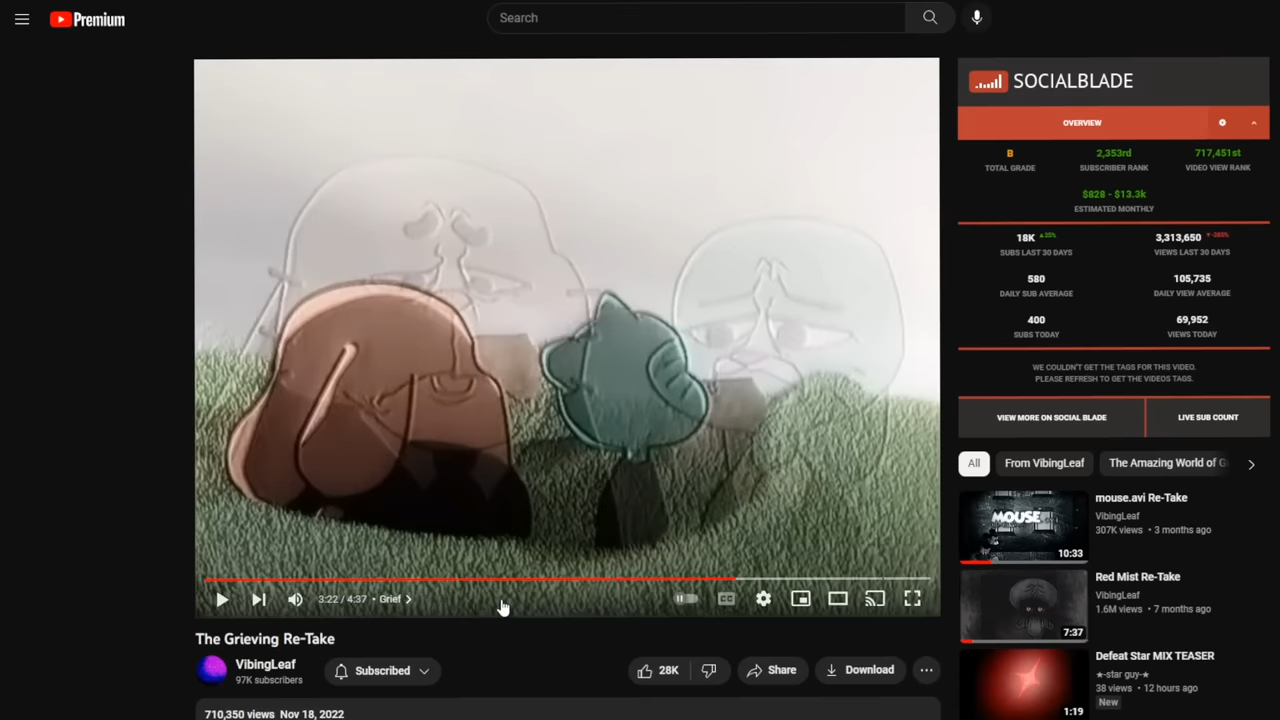 Premium
Search
SOCIALBLADE
OVERVIEW
B
2,353rd
717,451st
TOTAL GRADE
SUBSCRIBER RANK
VIDEO VIEW RANK
$828 - $13.3k
ESTIMATED MONTHLY
18K
3,313,650
SUBS LAST 30 DAYS
VIEWS LAST 30 DAYS
580
105,735
DAILY SUB AVERAGE
DAILY VIEW AVERAGE
400
69,952
SUBS TODAY
VIEWS TODAY
WE COULDN'T GET THE TAGS FOR THIS VIDEO.
PLEASE REFRESH TO GET THE VIDEOS TAGS.
VIEW MORE ON SOCIAL BLADE
LIVE SUB COUNT
All
From VibingLeaf
The Amazing World of G
mouse.avi Re-Take
VibingLeaf
307K views • 3 months ago
MOUSE
10:33
Red Mist Re-Take
VibingLeaf
1.6M views • 7 months ago
7:37
Defeat Star MIX TEASER
★-star guy-★
38 views • 12 hours ago
New
1:19
3:22 / 4:37 • Grief
CC
The Grieving Re-Take
VibingLeaf
97K subscribers
Subscribed
28K
Share
Download
710,350 views Nov 18, 2022